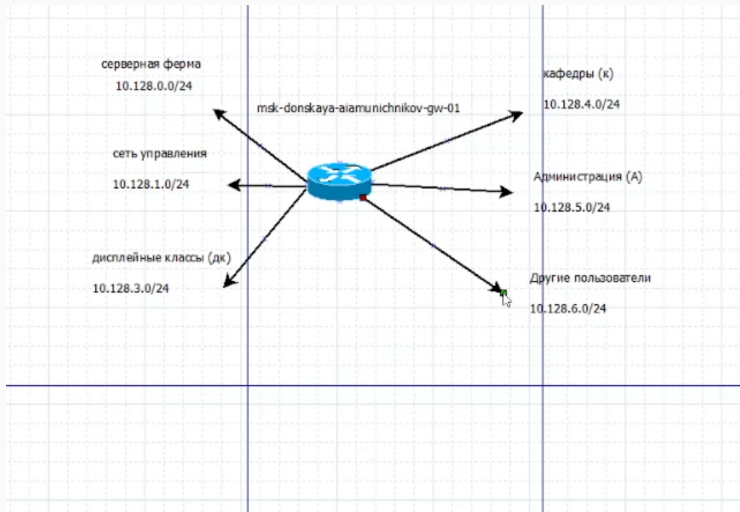 серверная ферма
10.128.0.0/24
msk-donskaya-aiamunichnikov-gw-01
кафедры (к)
10.128.4.0/24
сеть управления
10.128.1.0/24
Администрация (А)
10.128.5.0/24
дисплейные классы (дк)
10.128.3.0/24
Другие пользователи
10.128.6.0/24